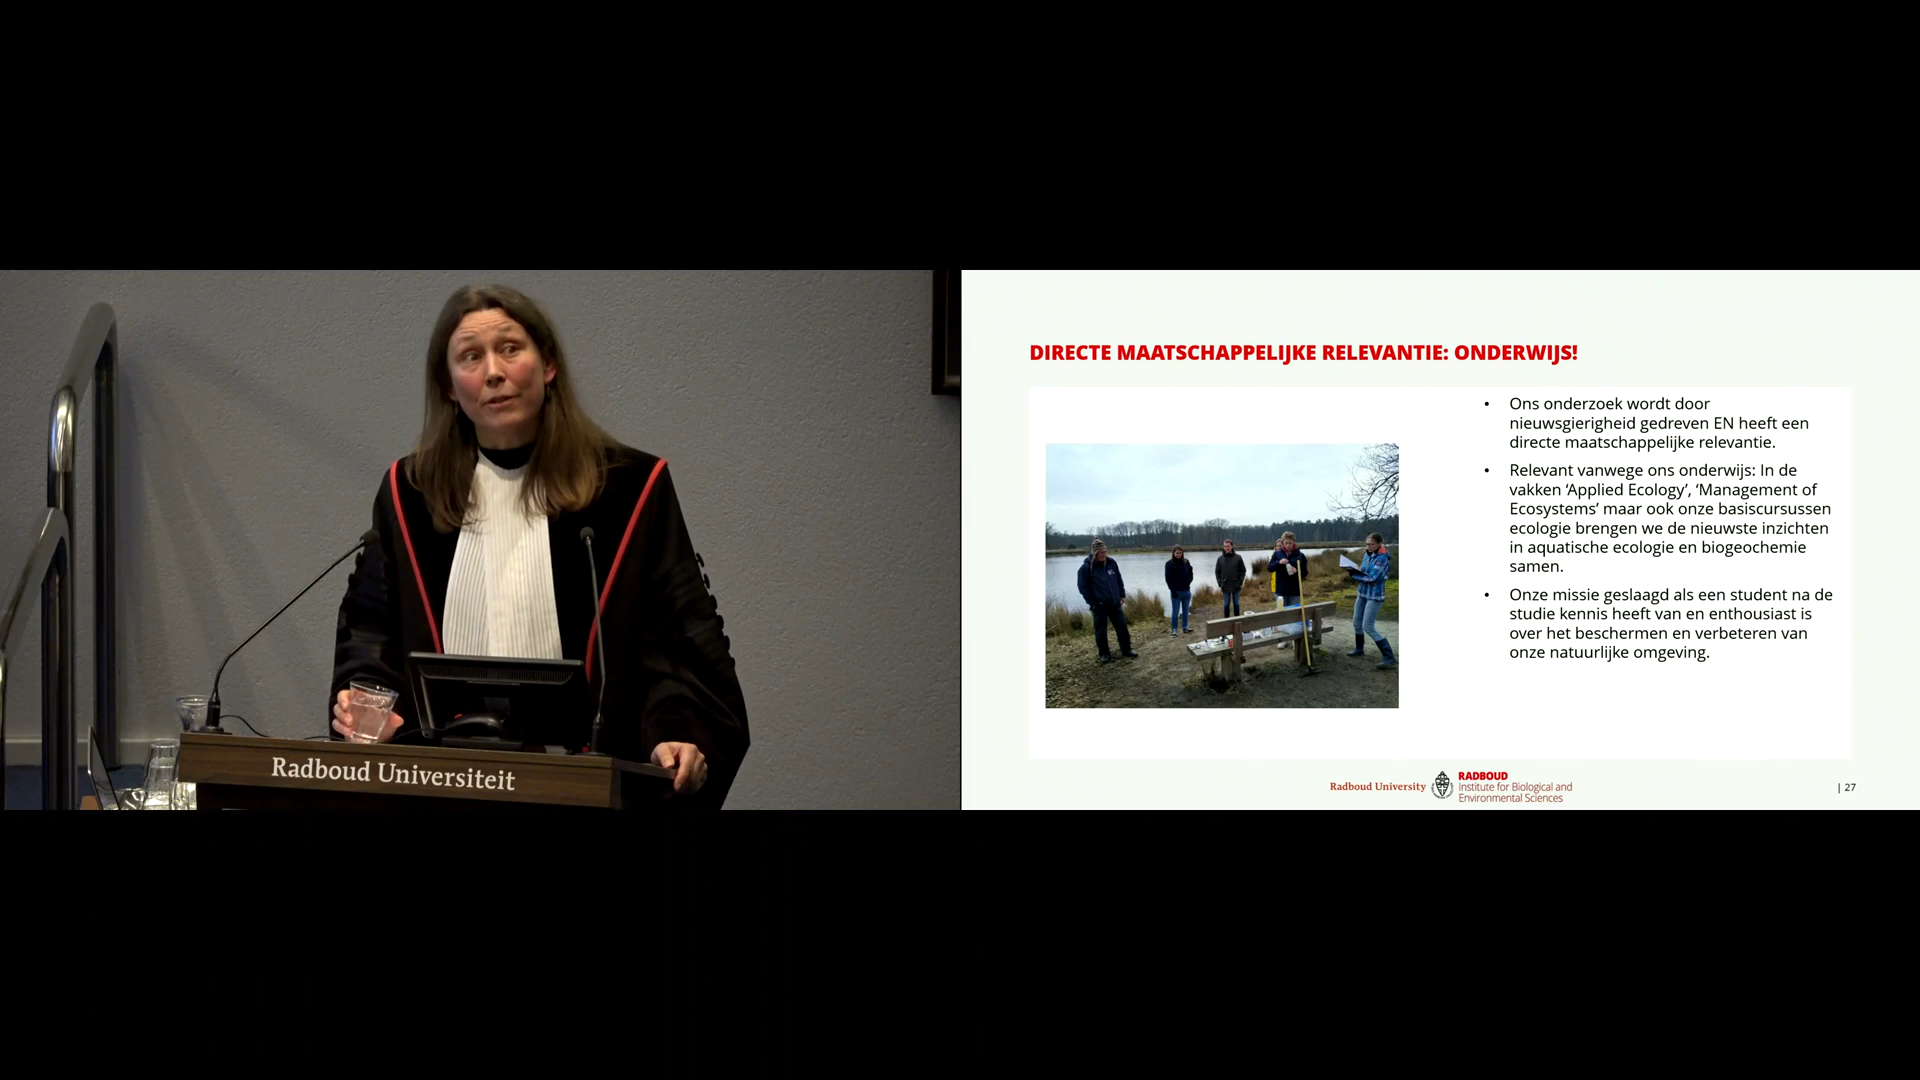 Radboud Universiteit
DIRECTE MAATSCHAPPELIJKE RELEVANTIE: ONDERWIJS!
• Ons onderzoek wordt door
nieuwsgierigheid gedreven EN heeft een
directe maatschappelijke relevantie.
• Relevant vanwege ons onderwijs: In de
vakken ‘Applied Ecology’, ‘Management of
Ecosystems’ maar ook onze basiscursussen
ecologie brengen we de nieuwste inzichten
in aquatische ecologie en biogeochemie
samen.
• Onze missie geslaagd als een student na de
studie kennis heeft van en enthousiast is
over het beschermen en verbeteren van
onze natuurlijke omgeving.
Radboud University
RADBOUD
Institute for Biological and
Environmental Sciences
| 27